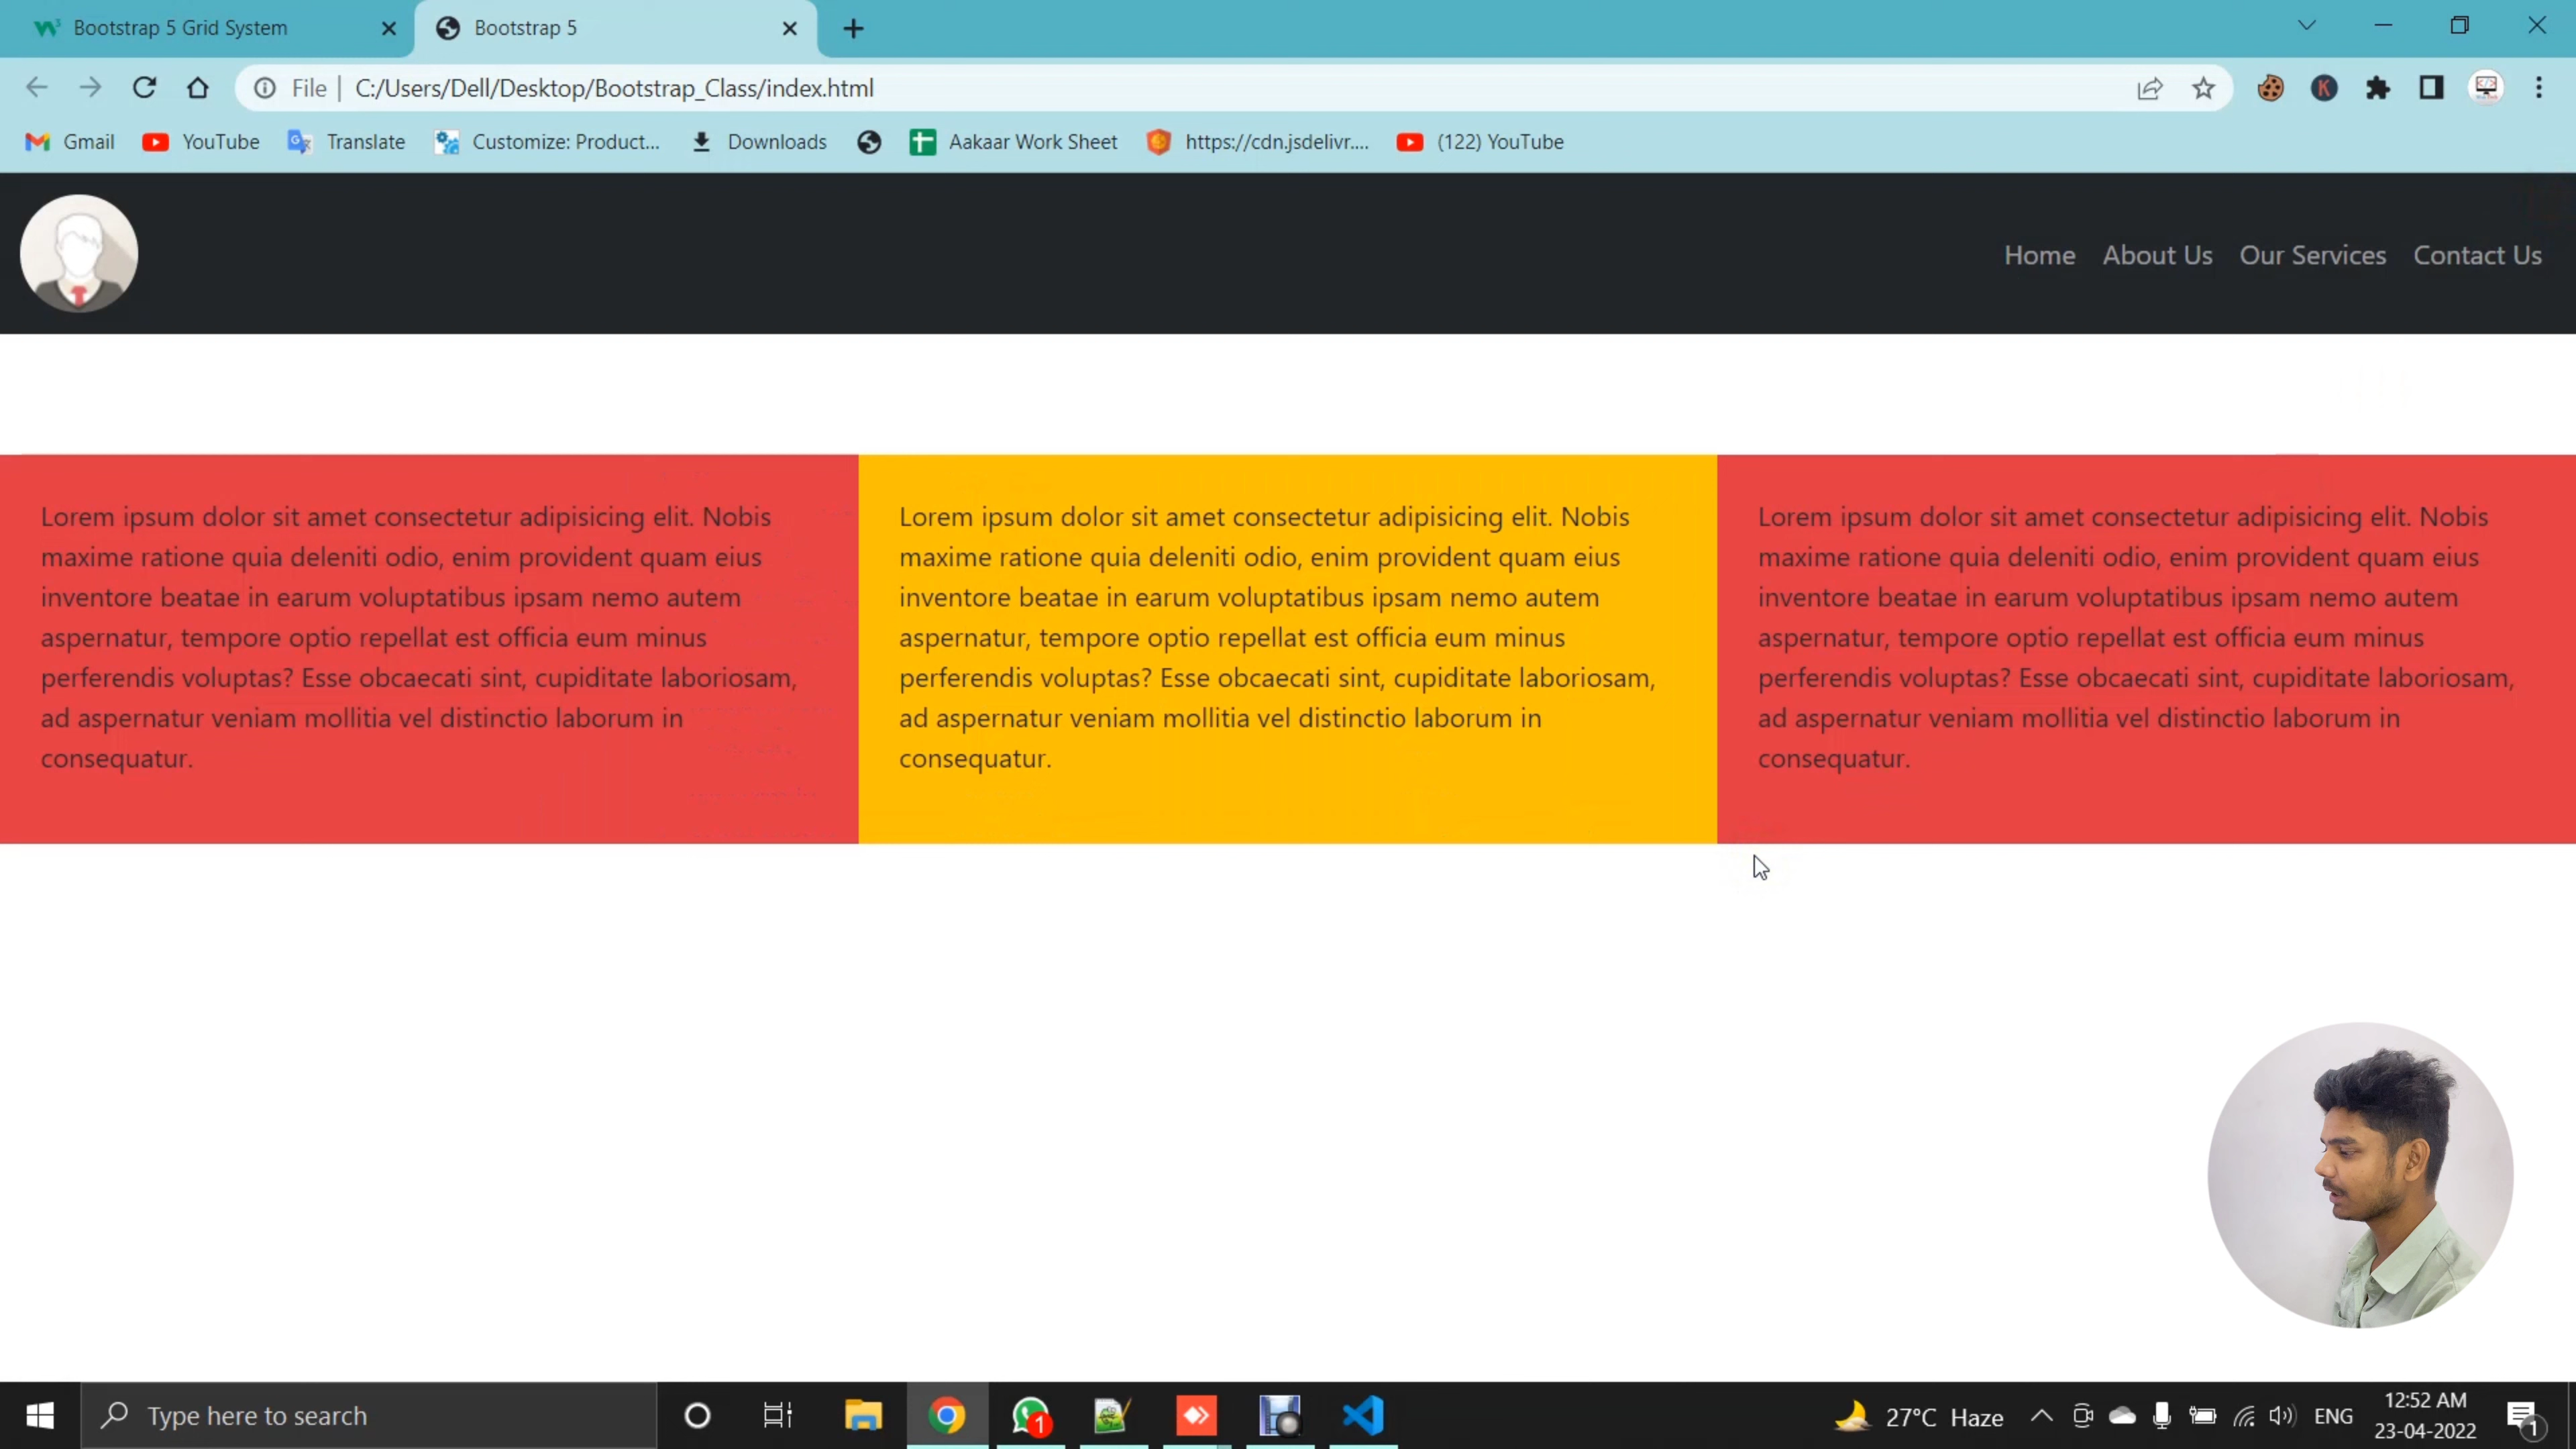 Bootstrap 5 Grid System
Bootstrap 5
File | C:/Users/Dell/Desktop/Bootstrap_Class/index.html
K
Gmail YouTube Translate Customize: Product... Downloads Aakaar Work Sheet https://cdn.jsdelivr.... (122) YouTube
Home About Us Our Services Contact Us
Lorem ipsum dolor sit amet consectetur adipisicing elit. Nobis
maxime ratione quia deleniti odio, enim provident quam eius
inventore beatae in earum voluptatibus ipsam nemo autem
aspernatur, tempore optio repellat est officia eum minus
perferendis voluptas? Esse obcaecati sint, cupiditate laboriosam,
ad aspernatur veniam mollitia vel distinctio laborum in
consequatur.
Lorem ipsum dolor sit amet consectetur adipisicing elit. Nobis
maxime ratione quia deleniti odio, enim provident quam eius
inventore beatae in earum voluptatibus ipsam nemo autem
aspernatur, tempore optio repellat est officia eum minus
perferendis voluptas? Esse obcaecati sint, cupiditate laboriosam,
ad aspernatur veniam mollitia vel distinctio laborum in
consequatur.
Lorem ipsum dolor sit amet consectetur adipisicing elit. Nobis
maxime ratione quia deleniti odio, enim provident quam eius
inventore beatae in earum voluptatibus ipsam nemo autem
aspernatur, tempore optio repellat est officia eum minus
perferendis voluptas? Esse obcaecati sint, cupiditate laboriosam,
ad aspernatur veniam mollitia vel distinctio laborum in
consequatur.
Type here to search
1
27°C Haze
ENG
12:52 AM
23-04-2022
1